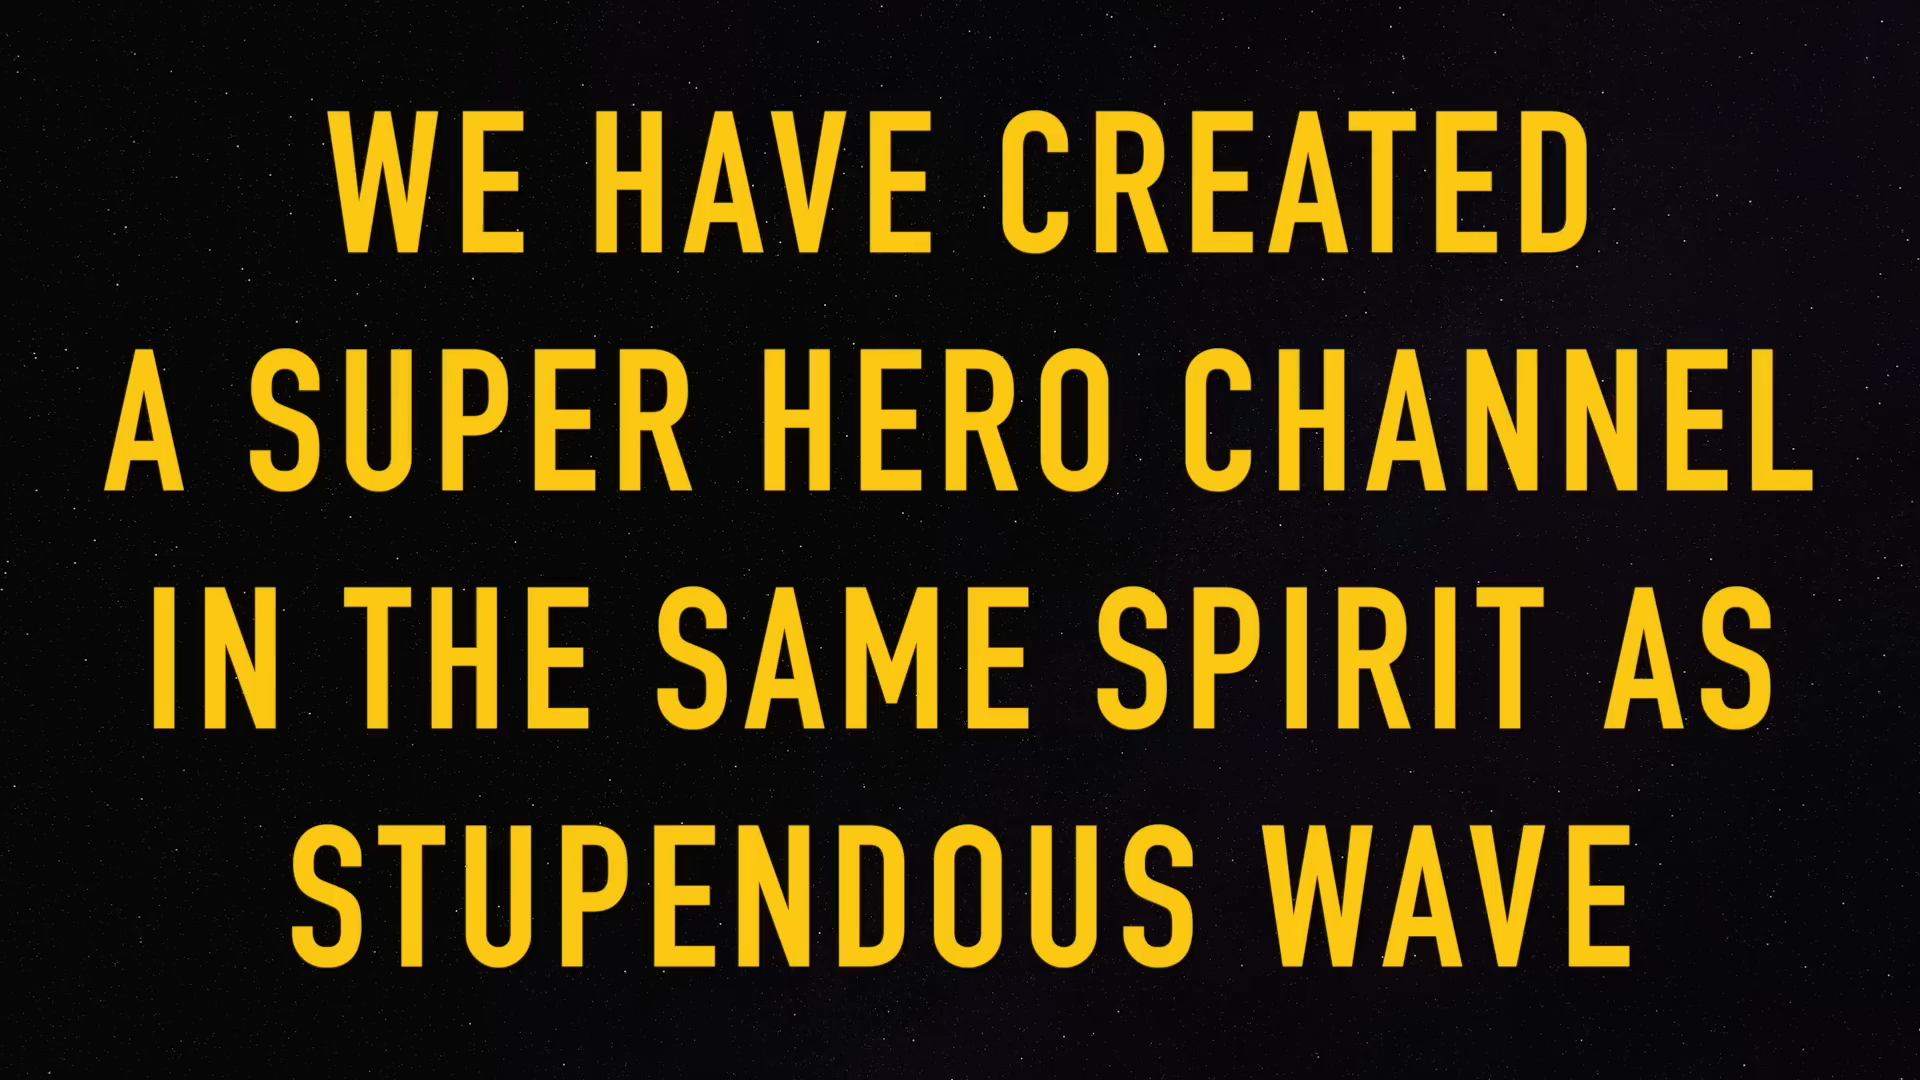 WE HAVE CREATED
A SUPER HERO CHANNEL
IN THE SAME SPIRIT AS
STUPENDOUS WAVE